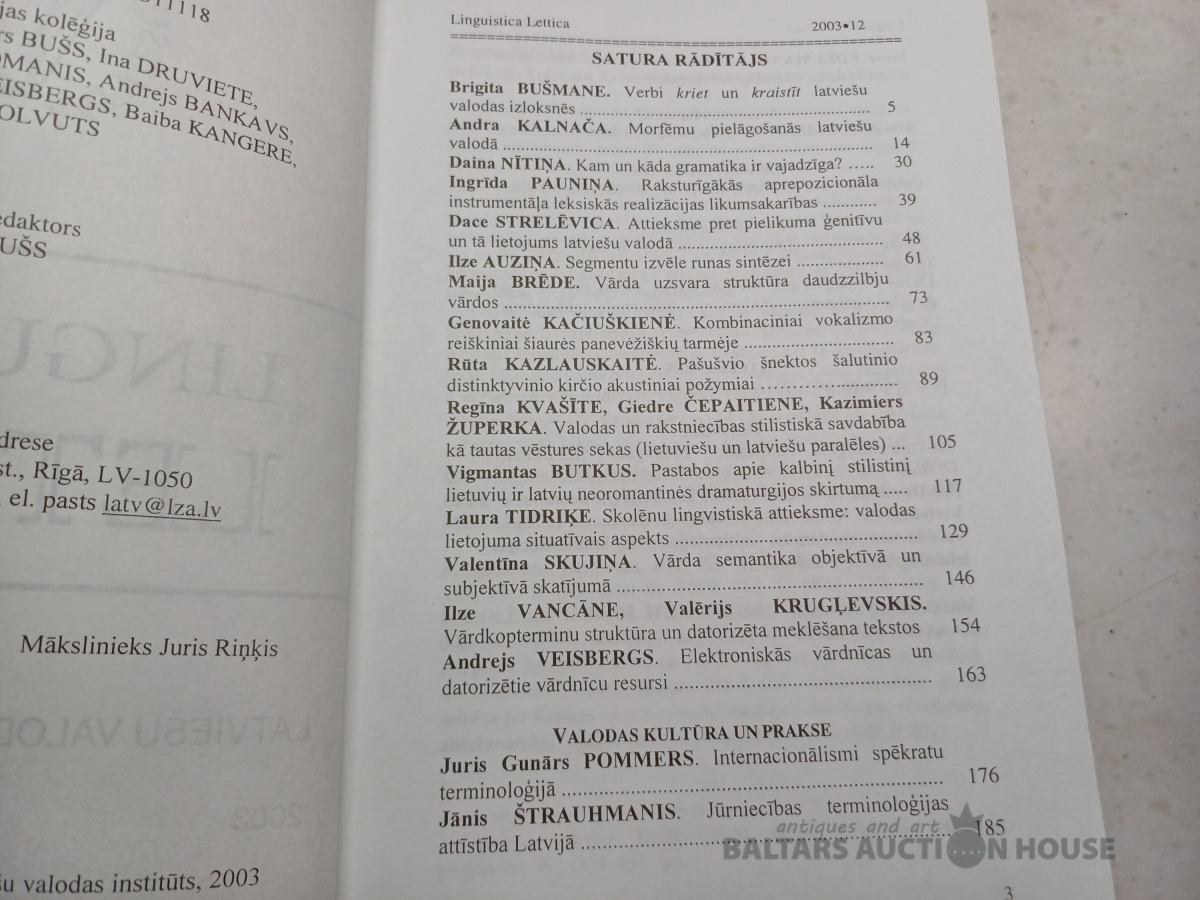 11118
jas kolēģija
rs BUŠS, Ina DRUVIETE,
OMANIS, Andrejs BANKAVS,
EISBERGS, Baiba KANGERE,
OLVUTS
edaktors
UŠS
drese
st., Rīgā, LV-1050
, el. pasts latv@lza.lv
Mākslinieks Juris Riņķis
šu valodas institūts, 2003
Linguistica Lettica 2003•12
SATURA RĀDĪTĀJS
Brigita BUŠMANE. Verbi kriet un kraistīt latviešu
valodas izloksnēs ........ 5
Andra KALNAČA. Morfēmu pielāgošanās latviešu
valodā ........ 14
Daina NĪTIŅA. Kam un kāda gramatika ir vajadzīga? ..... 30
Ingrīda PAUNIŅA. Raksturīgākās aprepozicionāla
instrumentāļa leksiskās realizācijas likumsakarības ............ 39
Dace STRELĒVICA. Attieksme pret pielikuma ģenitīvu
un tā lietojums latviešu valodā ........ 48
Ilze AUZIŅA. Segmentu izvēle runas sintēzei ........ 61
Maija BRĒDE. Vārda uzsvara struktūra daudzzilbju
vārdos ........ 73
Genovaitė KAČIUŠKIENĖ. Kombinaciniai vokalizmo
reiškiniai šiaurės panevėžiškių tarmėje ........ 83
Rūta KAZLAUSKAITĖ. Pašušvio šnektos šalutinio
distinktyvinio kirčio akustiniai požymiai ........ 89
Regīna KVAŠĪTE, Giedre ČEPAITIENE, Kazimiers
ŽUPERKA. Valodas un rakstniecības stilistiskā savdabība
kā tautas vēstures sekas (lietuviešu un latviešu paralēles) ... 105
Vigmantas BUTKUS. Pastabos apie kalbinį stilistinį
lietuvių ir latvių neoromantinės dramaturgijos skirtumą ..... 117
Laura TIDRIĶE. Skolēnu lingvistiskā attieksme: valodas
lietojuma situatīvais aspekts ........ 129
Valentīna SKUJIŅA. Vārda semantika objektīvā un
subjektīvā skatījumā ........ 146
Ilze VANCĀNE, Valērijs KRUGĻEVSKIS.
Vārdkopterminu struktūra un datorizēta meklēšana tekstos 154
Andrejs VEISBERGS. Elektroniskās vārdnīcas un
datorizētie vārdnīcu resursi ........ 163
VALODAS KULTŪRA UN PRAKSE
Juris Gunārs POMMERS. Internacionālismi spēkratu
terminoloģijā ........ 176
Jānis ŠTRAUHMANIS. Jūrniecības terminoloģijas
attīstība Latvijā ........ 185
antiques and art
BALTARS AUCTION HOUSE
3